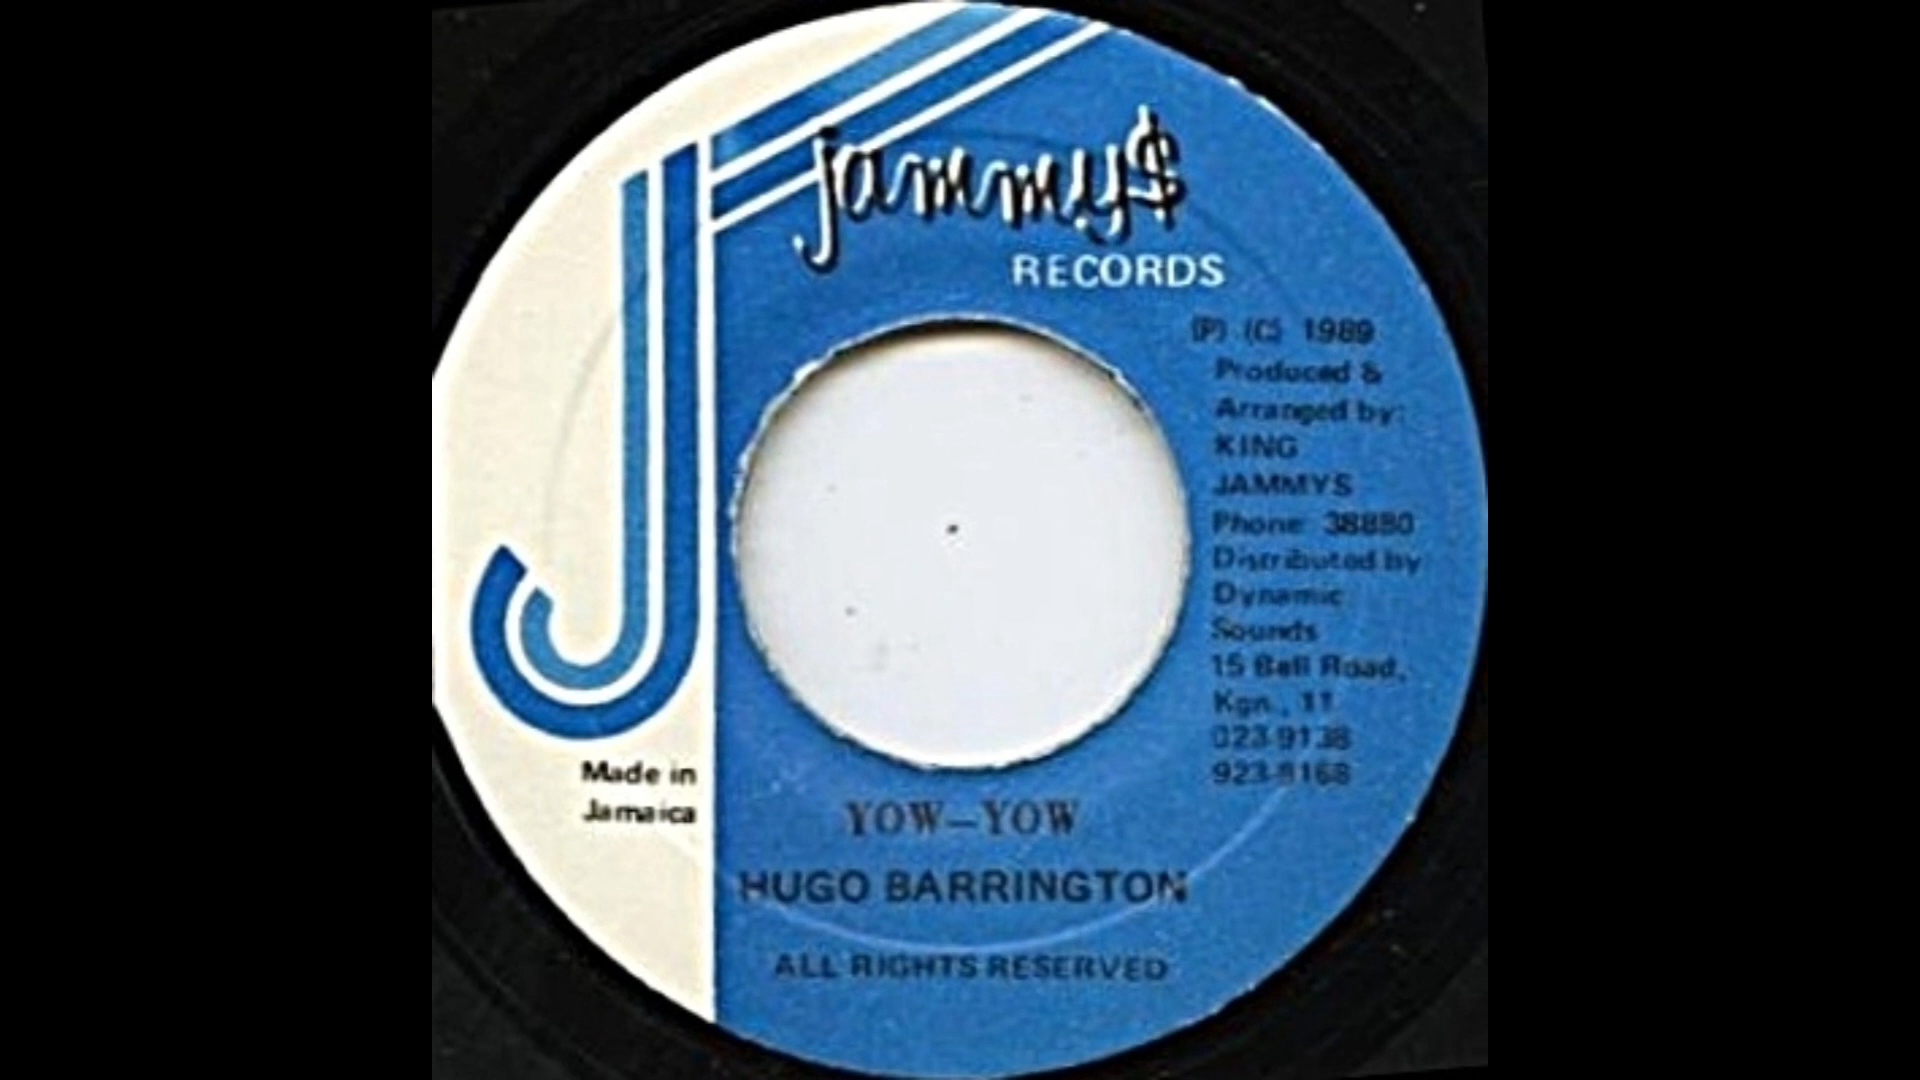 jammy$
RECORDS
(P) (C) 1989
Produced &
Arranged by:
KING
JAMMYS
Phone: 38880
Distributed by
Dynamic
Sounds
15 Bell Road,
Kgn., 11
923-9138
923-8168
Made in
Jamaica
YOW-YOW
HUGO BARRINGTON
ALL RIGHTS RESERVED